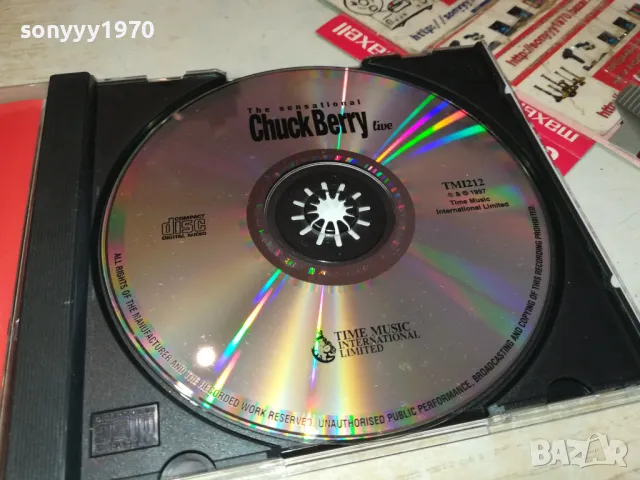 sonyyy1970
The sensational
Chuck Berry live
TMI212
℗ & © 1997
Time Music
International Limited
COMPACT
disc
DIGITAL AUDIO
TIME MUSIC
INTERNATIONAL
LIMITED
ALL RIGHTS OF THE MANUFACTURER AND THE RECORDED WORK RESERVED. UNAUTHORISED PUBLIC PERFORMANCE, BROADCASTING AND COPYING OF THIS RECORDING PROHIBITED
maxell
maxell
BAZAR